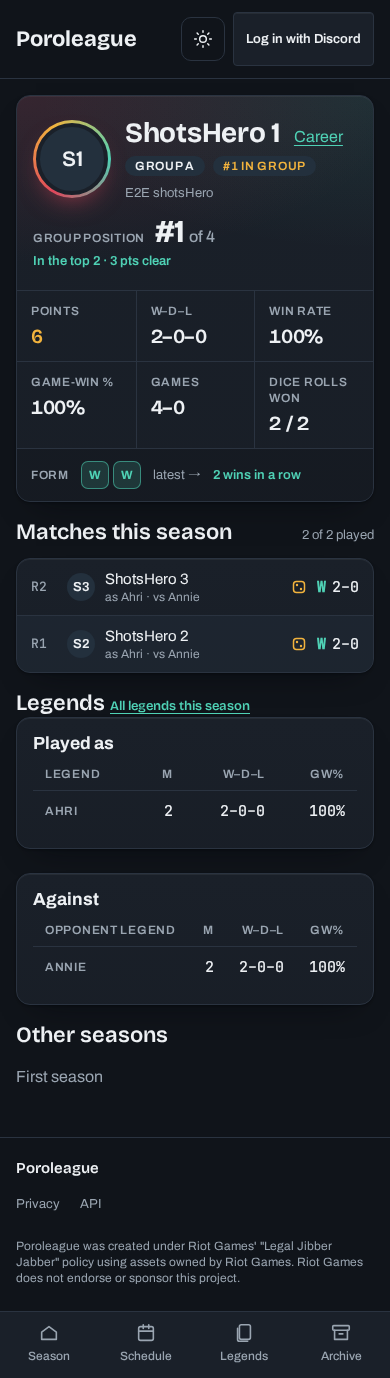 Poroleague
Log in with Discord
S1
ShotsHero 1 Career
GROUP A #1 IN GROUP
E2E shotsHero
GROUP POSITION #1 of 4
In the top 2 · 3 pts clear
POINTS W–D–L WIN RATE
6 2–0–0 100%
GAME-WIN % GAMES DICE ROLLS WON
100% 4–0 2 / 2
FORM W W latest → 2 wins in a row
Matches this season 2 of 2 played
R2 S3 ShotsHero 3 W 2–0
as Ahri · vs Annie
R1 S2 ShotsHero 2 W 2–0
as Ahri · vs Annie
Legends All legends this season
Played as
LEGEND M W–D–L GW%
AHRI 2 2–0–0 100%
Against
OPPONENT LEGEND M W–D–L GW%
ANNIE 2 2–0–0 100%
Other seasons
First season
Poroleague
Privacy API
Poroleague was created under Riot Games' "Legal Jibber
Jabber" policy using assets owned by Riot Games. Riot Games
does not endorse or sponsor this project.
Season Schedule Legends Archive